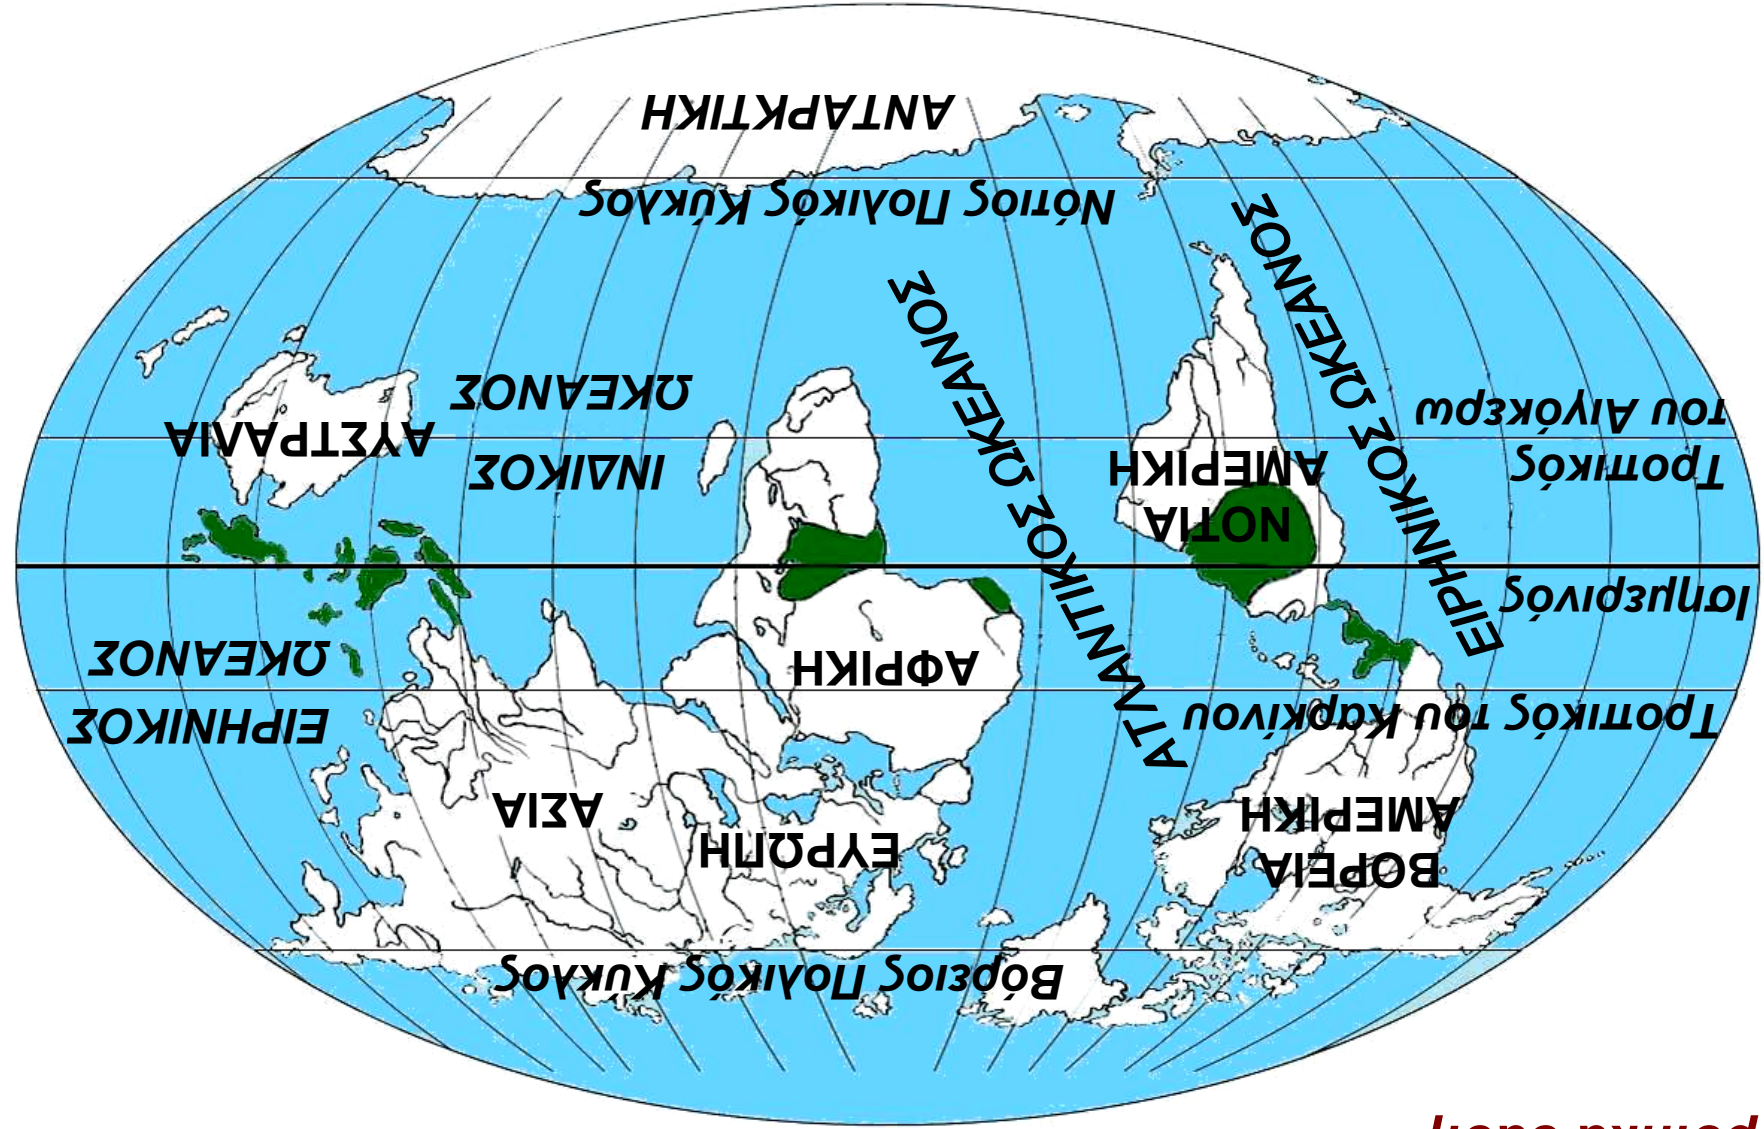 Βόρειος Πολικός Κύκλος
ΒΟΡΕΙΑ
ΑΜΕΡΙΚΗ
ΕΥΡΩΠΗ
ΑΣΙΑ
Τροπικός του Καρκίνου
ΕΙΡΗΝΙΚΟΣ
ΩΚΕΑΝΟΣ
ΑΤΛΑΝΤΙΚΟΣ ΩΚΕΑΝΟΣ
ΑΦΡΙΚΗ
Ισημερινός
ΕΙΡΗΝΙΚΟΣ ΩΚΕΑΝΟΣ
ΝΟΤΙΑ
ΑΜΕΡΙΚΗ
ΙΝΔΙΚΟΣ
ΩΚΕΑΝΟΣ
ΑΥΣΤΡΑΛΙΑ
Τροπικός
του Αιγόκερω
Νότιος Πολικός Κύκλος
ΑΝΤΑΡΚΤΙΚΗ